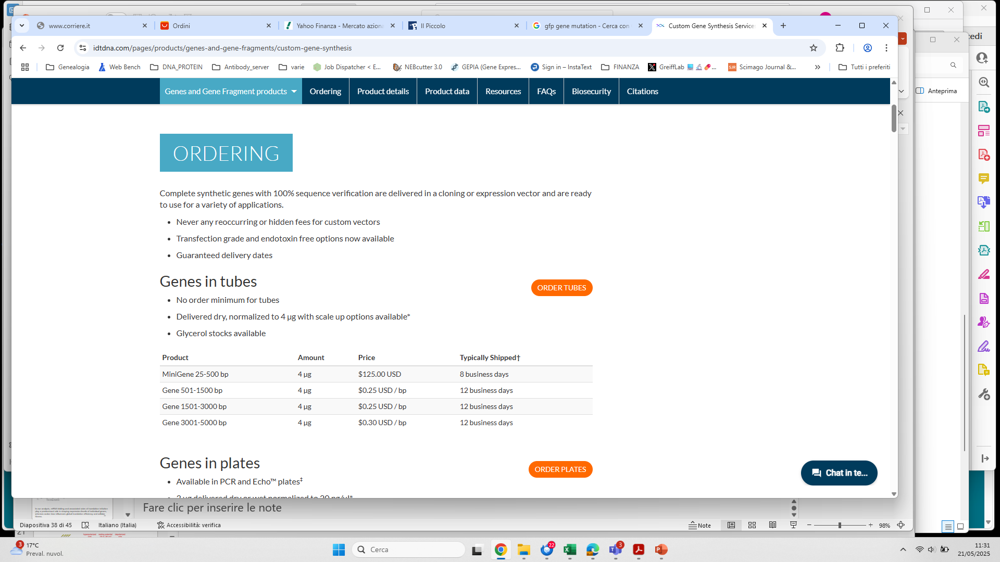 www.corriere.it
Ordini
Yahoo Finanza - Mercato aziona
Il Piccolo
gfp gene mutation - Cerca con
Custom Gene Synthesis Service
idtdna.com/pages/products/genes-and-gene-fragments/custom-gene-synthesis
Genealogia
Web Bench
DNA_PROTEIN
Antibody_server
varie
Job Dispatcher < E...
NEBcutter 3.0
GEPIA (Gene Expres...
Sign in – InstaText
FINANZA
GreiffLab
Scimago Journal &...
Tutti i preferiti
Genes and Gene Fragment products
Ordering
Product details
Product data
Resources
FAQs
Biosecurity
Citations
ORDERING
Complete synthetic genes with 100% sequence verification are delivered in a cloning or expression vector and are ready
to use for a variety of applications.
• Never any reoccurring or hidden fees for custom vectors
• Transfection grade and endotoxin free options now available
• Guaranteed delivery dates
Genes in tubes
ORDER TUBES
• No order minimum for tubes
• Delivered dry, normalized to 4 µg with scale up options available*
• Glycerol stocks available
Product Amount Price Typically Shipped†
MiniGene 25-500 bp 4 µg $125.00 USD 8 business days
Gene 501-1500 bp 4 µg $0.25 USD / bp 12 business days
Gene 1501-3000 bp 4 µg $0.25 USD / bp 12 business days
Gene 3001-5000 bp 4 µg $0.30 USD / bp 12 business days
Genes in plates
ORDER PLATES
• Available in PCR and Echo™ plates‡
Chat in te...
edi
Anteprima
Fare clic per inserire le note
Diapositiva 38 di 45
Italiano (Italia)
Accessibilità: verifica
Note
98%
21
3
17°C
Preval. nuvol.
Cerca
22
3
11:31
21/05/2025